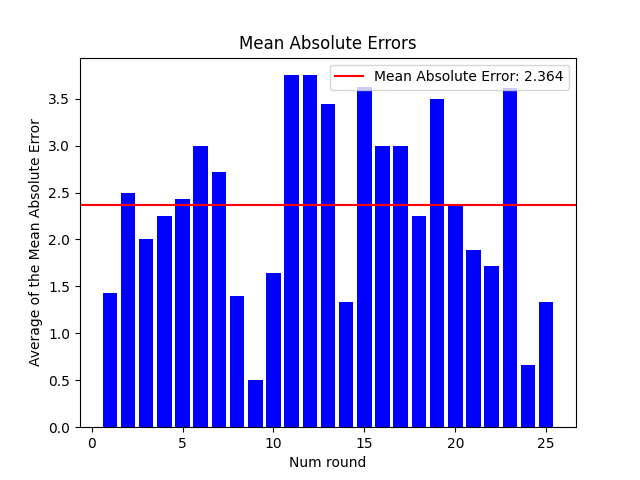 Mean Absolute Errors
Mean Absolute Error: 2.364
3.5
3.0
2.5
2.0
1.5
1.0
0.5
0.0
Average of the Mean Absolute Error
0 5 10 15 20 25
Num round